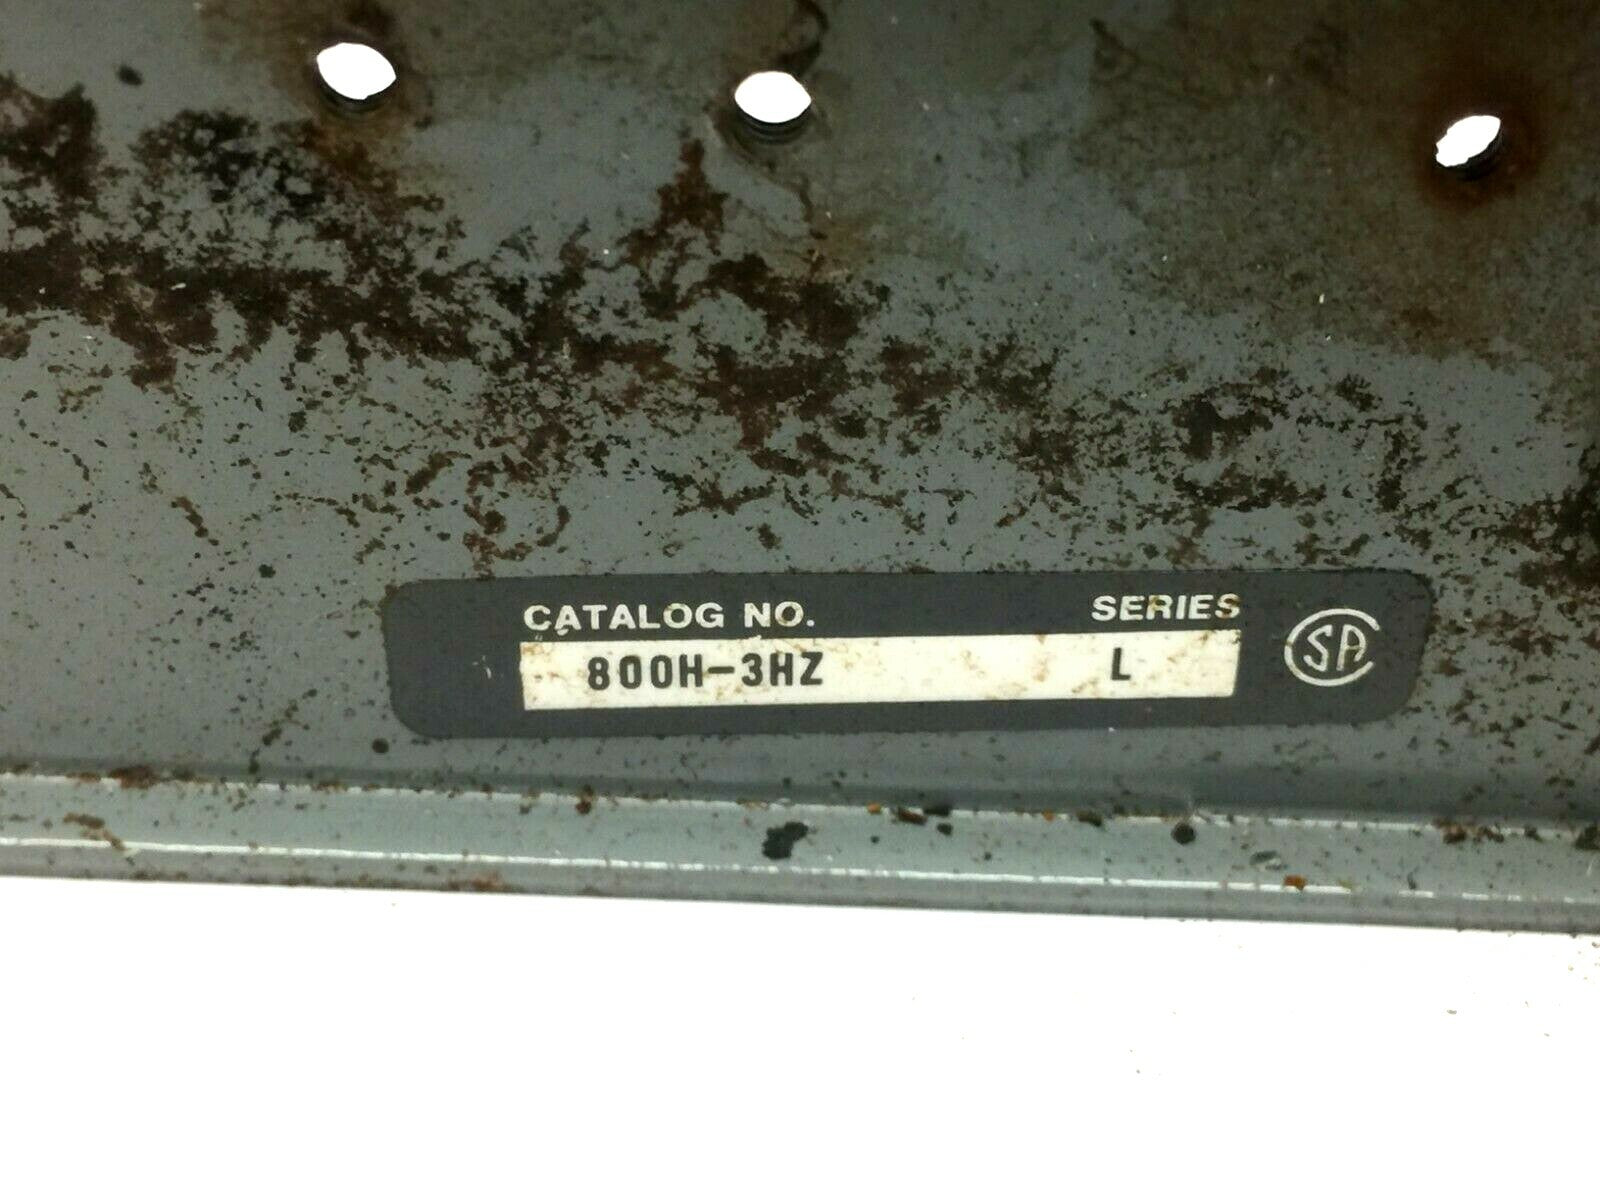 CATALOG NO. SERIES
800H-3HZ L
SA